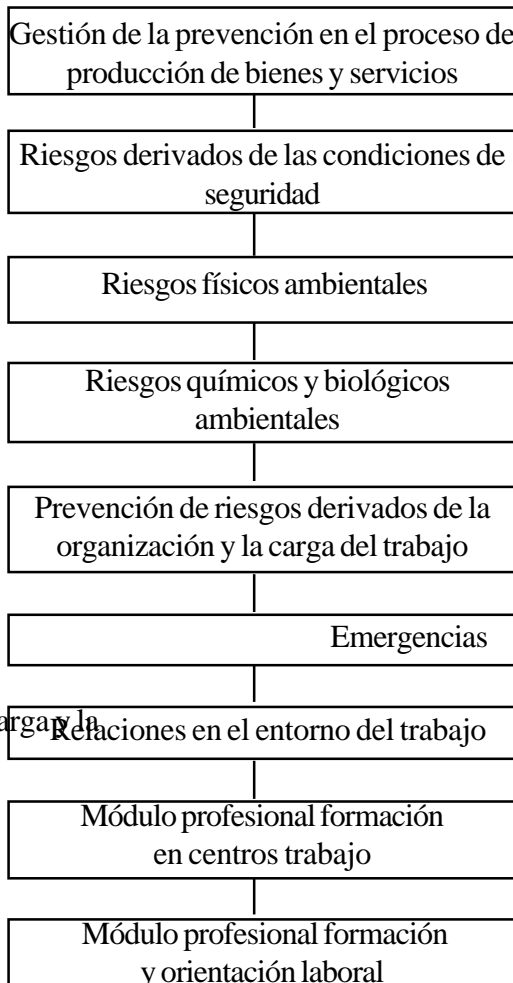 Gestión de la prevención en el proceso de
producción de bienes y servicios
Riesgos derivados de las condiciones de
seguridad
Riesgos físicos ambientales
Riesgos químicos y biológicos
ambientales
Prevención de riesgos derivados de la
organización y la carga del trabajo
Emergencias
arga y la
Relaciones en el entorno del trabajo
Módulo profesional formación
en centros trabajo
Módulo profesional formación
y orientación laboral